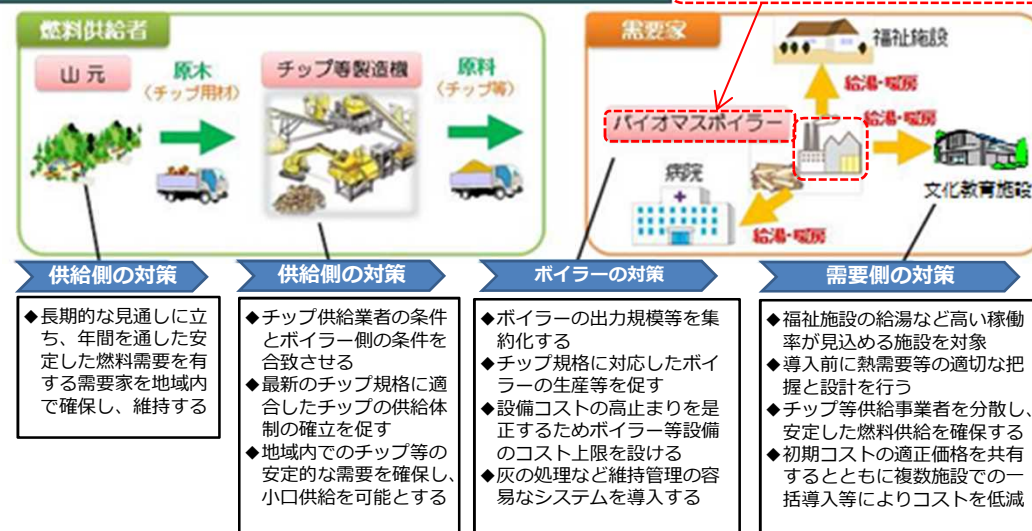 燃料供給者
山元
原木
(チップ用材)
チップ等製造機
原料
(チップ等)
需要家
福祉施設
給湯・暖房
バイオマスボイラー
給湯・暖房
病院
文化教育施設
給湯・暖房
供給側の対策
◆長期的な見通しに立
ち、年間を通した安
定した燃料需要を有
する需要家を地域内
で確保し、維持する
供給側の対策
◆チップ供給業者の条件
とボイラー側の条件を
合致させる
◆最新のチップ規格に適
合したチップの供給体
制の確立を促す
◆地域内でのチップ等の
安定的な需要を確保し、
小口供給を可能とする
ボイラーの対策
◆ボイラーの出力規模等を集
約化する
◆チップ規格に対応したボイ
ラーの生産等を促す
◆設備コストの高止まりを是
正するためボイラー等設備
のコスト上限を設ける
◆灰の処理など維持管理の容
易なシステムを導入する
需要側の対策
◆福祉施設の給湯など高い稼働
率が見込める施設を対象
◆導入前に熱需要等の適切な把
握と設計を行う
◆チップ等供給事業者を分散し、
安定した燃料供給を確保する
◆初期コストの適正価格を共有
するとともに複数施設での一
括導入等によりコストを低減